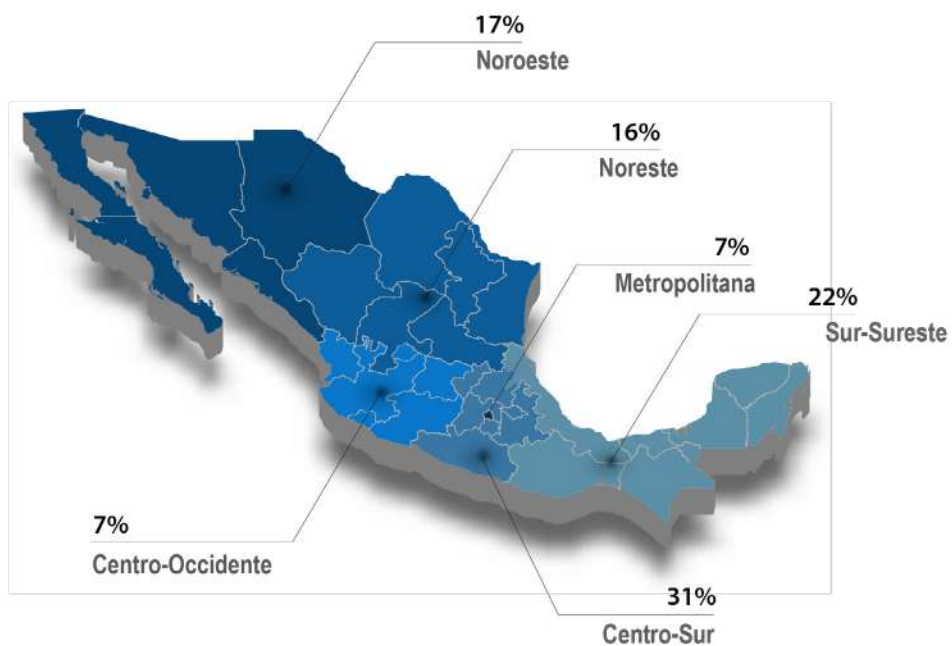 17%
Noroeste
16%
Noreste
7%
Metropolitana
22%
Sur-Sureste
7%
Centro-Occidente
31%
Centro-Sur